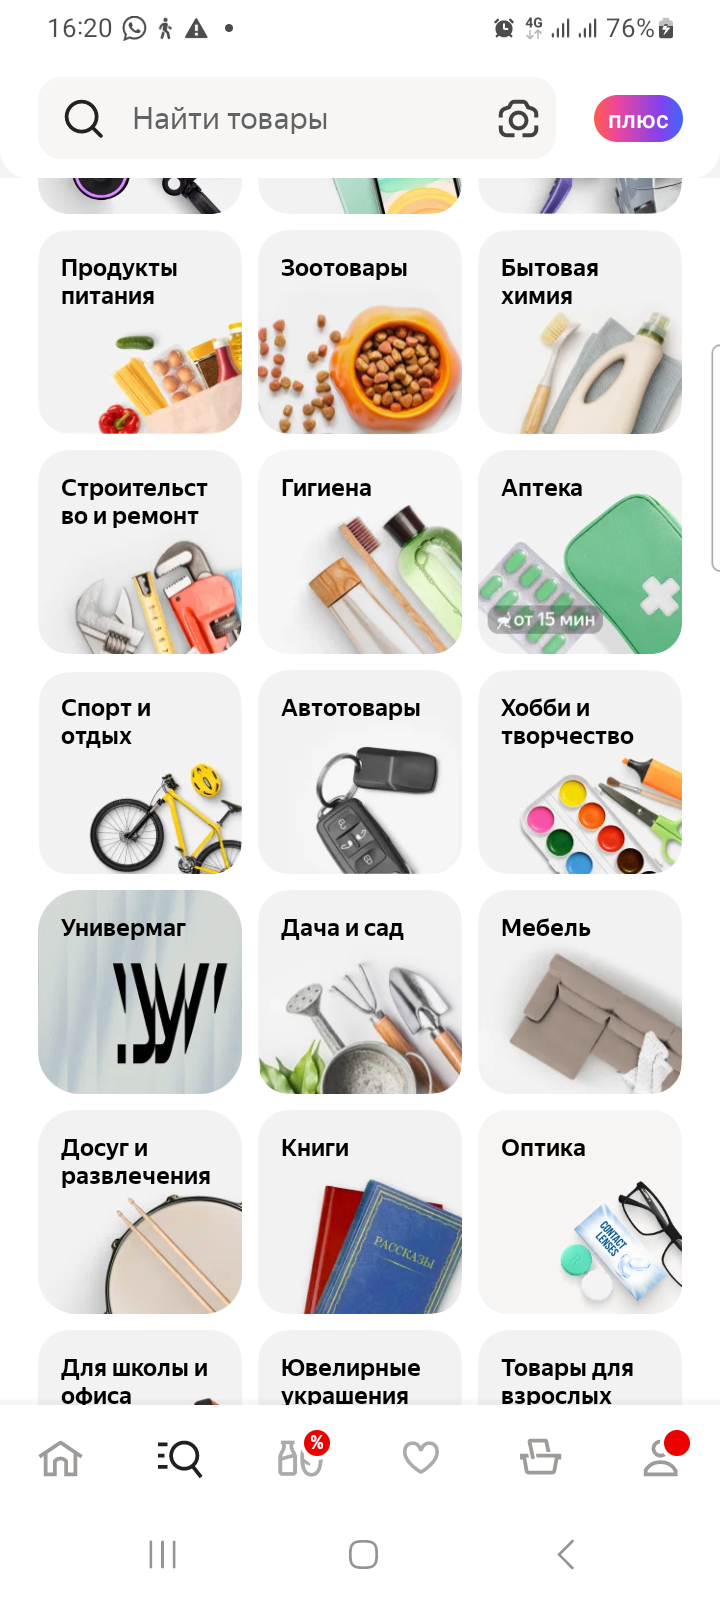 16:20
4G
76%
Найти товары
плюс
Продукты
питания
Зоотовары
Бытовая
химия
Строительст
во и ремонт
Гигиена
Аптека
от 15 мин
Спорт и
отдых
Автотовары
Хобби и
творчество
Универмаг
Дача и сад
Мебель
Досуг и
развлечения
Книги
РАССКАЗЫ
Оптика
CONTACT
LENSES
R
Для школы и
офиса
Ювелирные
украшения
Товары для
взрослых
%